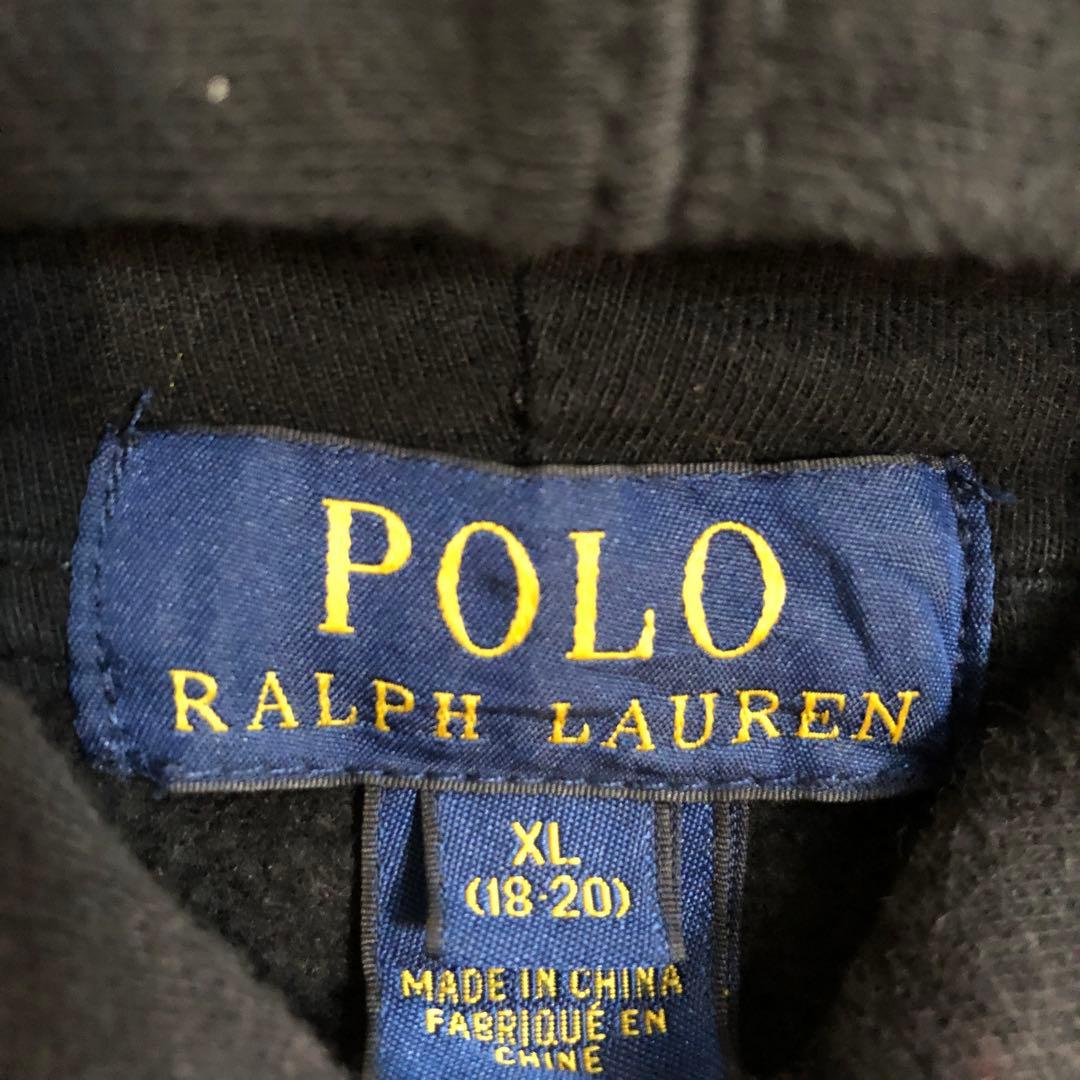 POLO
RALPH LAUREN
XL
(18-20)
MADE IN CHINA
FABRIQUÉ EN
CHINE